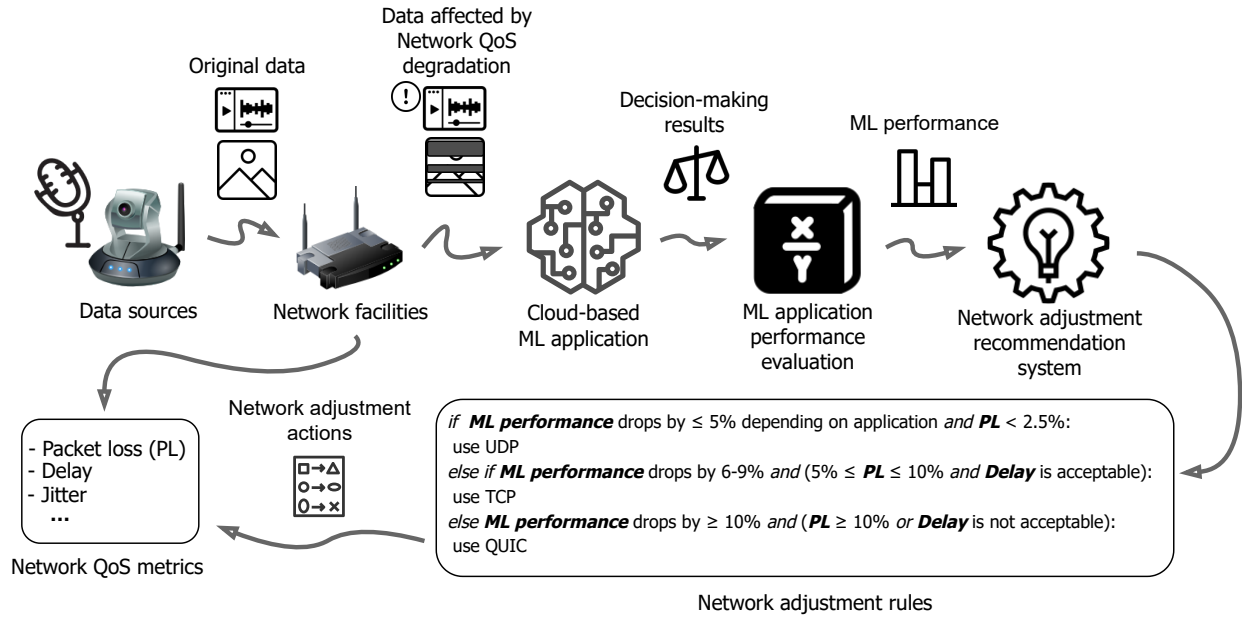 Data affected by
Network QoS
degradation
Original data
!
Decision-making
results
ML performance
X
Y
Data sources
Network facilities
Cloud-based
ML application
ML application
performance
evaluation
Network adjustment
recommendation
system
Network adjustment
actions
- Packet loss (PL)
- Delay
- Jitter
...
Network QoS metrics
if ML performance drops by ≤ 5% depending on application and PL < 2.5%:
use UDP
else if ML performance drops by 6-9% and (5% ≤ PL ≤ 10% and Delay is acceptable):
use TCP
else ML performance drops by ≥ 10% and (PL ≥ 10% or Delay is not acceptable):
use QUIC
Network adjustment rules